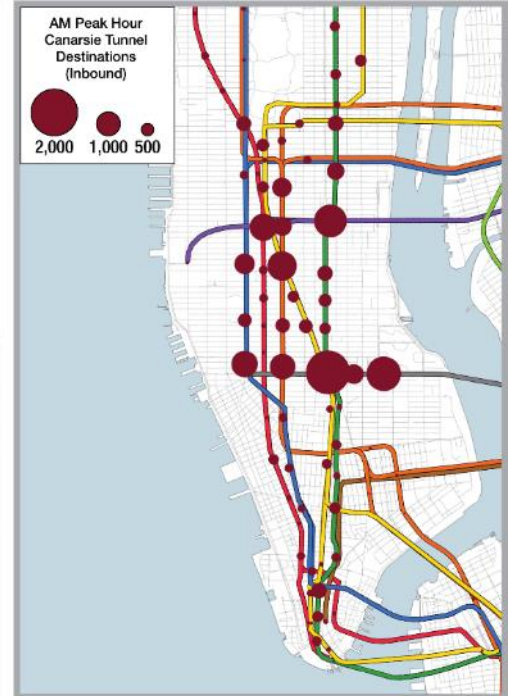 AM Peak Hour
Canarsie Tunnel
Destinations
(Inbound)
2,000 1,000 500